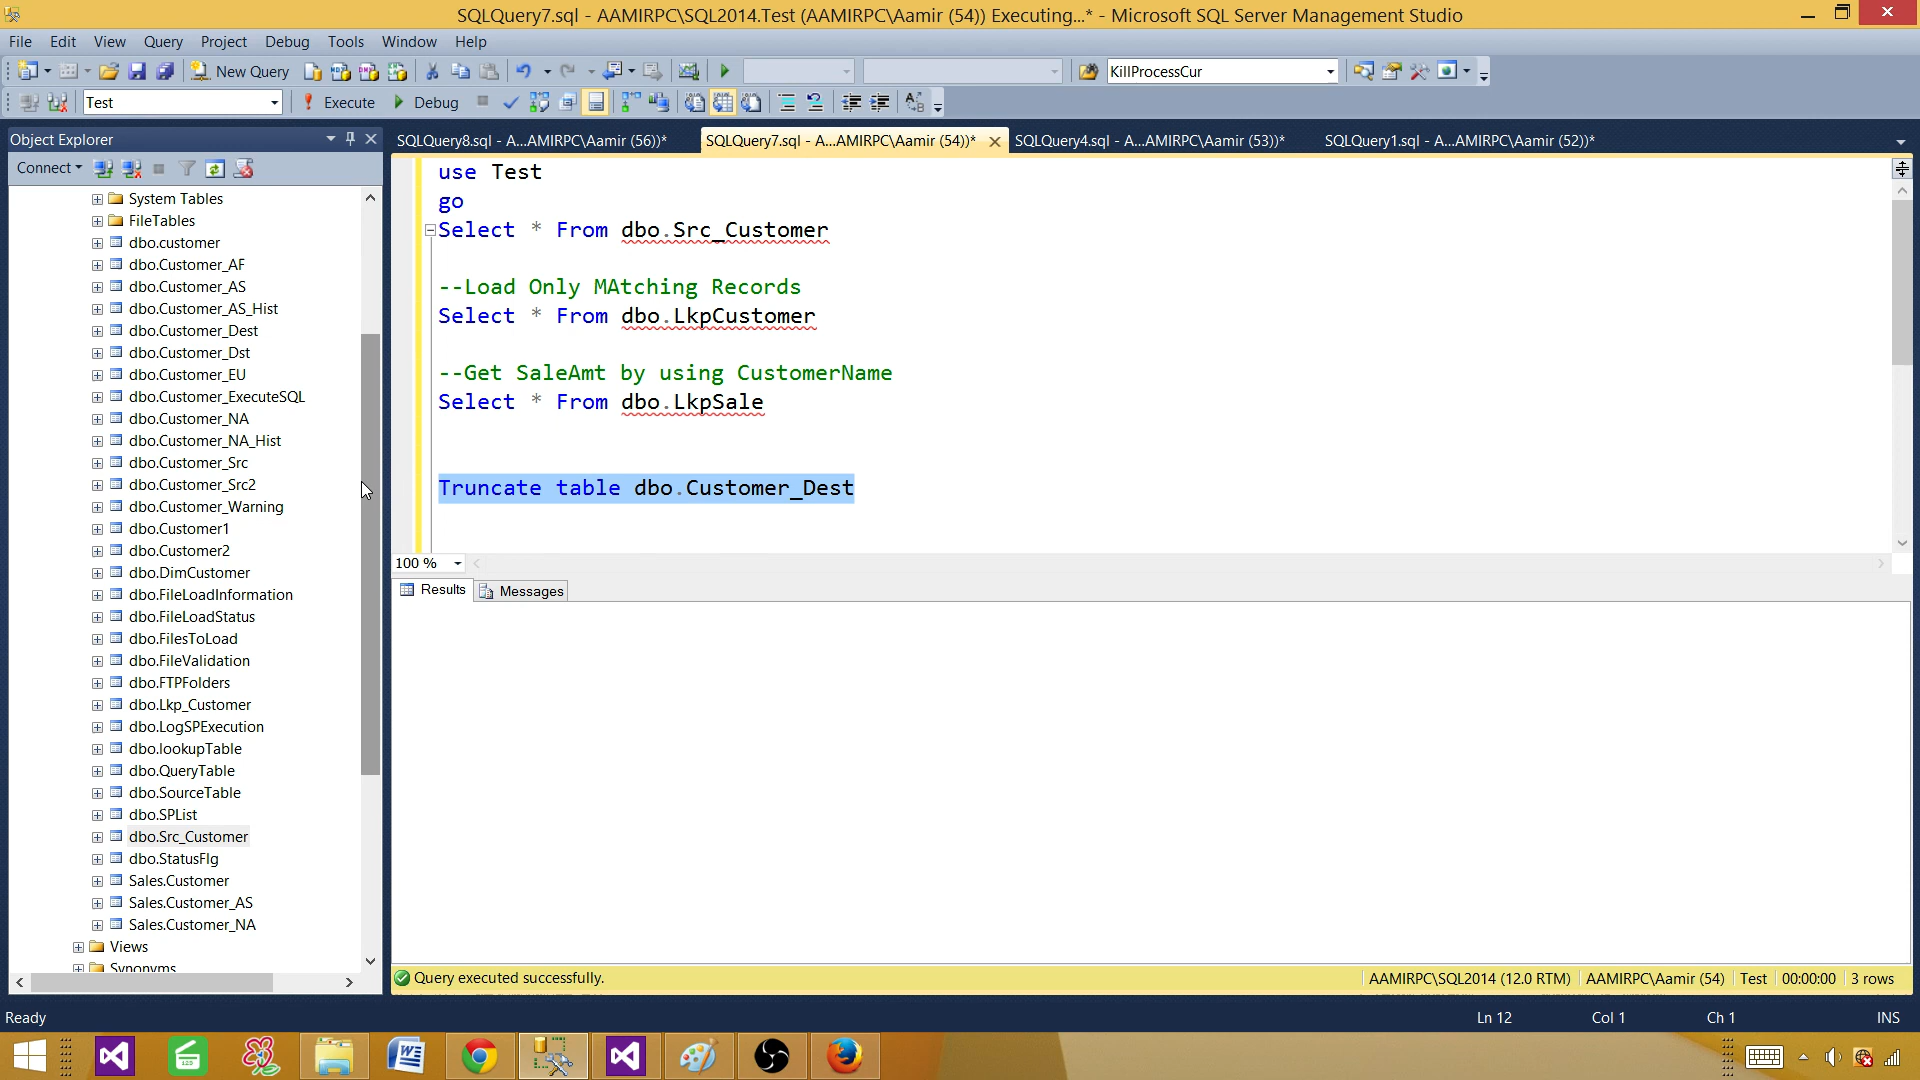 SQLQuery7.sql - AAMIRPC\SQL2014.Test (AAMIRPC\Aamir (54)) Executing...* - Microsoft SQL Server Management Studio
File Edit View Query Project Debug Tools Window Help
New Query KillProcessCur
Test Execute Debug
Object Explorer
SQLQuery8.sql - A...AMIRPC\Aamir (56))* SQLQuery7.sql - A...AMIRPC\Aamir (54))* SQLQuery4.sql - A...AMIRPC\Aamir (53))* SQLQuery1.sql - A...AMIRPC\Aamir (52))*
Connect
System Tables
FileTables
dbo.customer
dbo.Customer_AF
dbo.Customer_AS
dbo.Customer_AS_Hist
dbo.Customer_Dest
dbo.Customer_Dst
dbo.Customer_EU
dbo.Customer_ExecuteSQL
dbo.Customer_NA
dbo.Customer_NA_Hist
dbo.Customer_Src
dbo.Customer_Src2
dbo.Customer_Warning
dbo.Customer1
dbo.Customer2
dbo.DimCustomer
dbo.FileLoadInformation
dbo.FileLoadStatus
dbo.FilesToLoad
dbo.FileValidation
dbo.FTPFolders
dbo.Lkp_Customer
dbo.LogSPExecution
dbo.lookupTable
dbo.QueryTable
dbo.SourceTable
dbo.SPList
dbo.Src_Customer
dbo.StatusFlg
Sales.Customer
Sales.Customer_AS
Sales.Customer_NA
Views
Synonyms
use Test
go
Select * From dbo.Src_Customer
--Load Only MAtching Records
Select * From dbo.LkpCustomer
--Get SaleAmt by using CustomerName
Select * From dbo.LkpSale
Truncate table dbo.Customer_Dest
100 %
Results Messages
Query executed successfully. AAMIRPC\SQL2014 (12.0 RTM) AAMIRPC\Aamir (54) Test 00:00:00 3 rows
Ready Ln 12 Col 1 Ch 1 INS